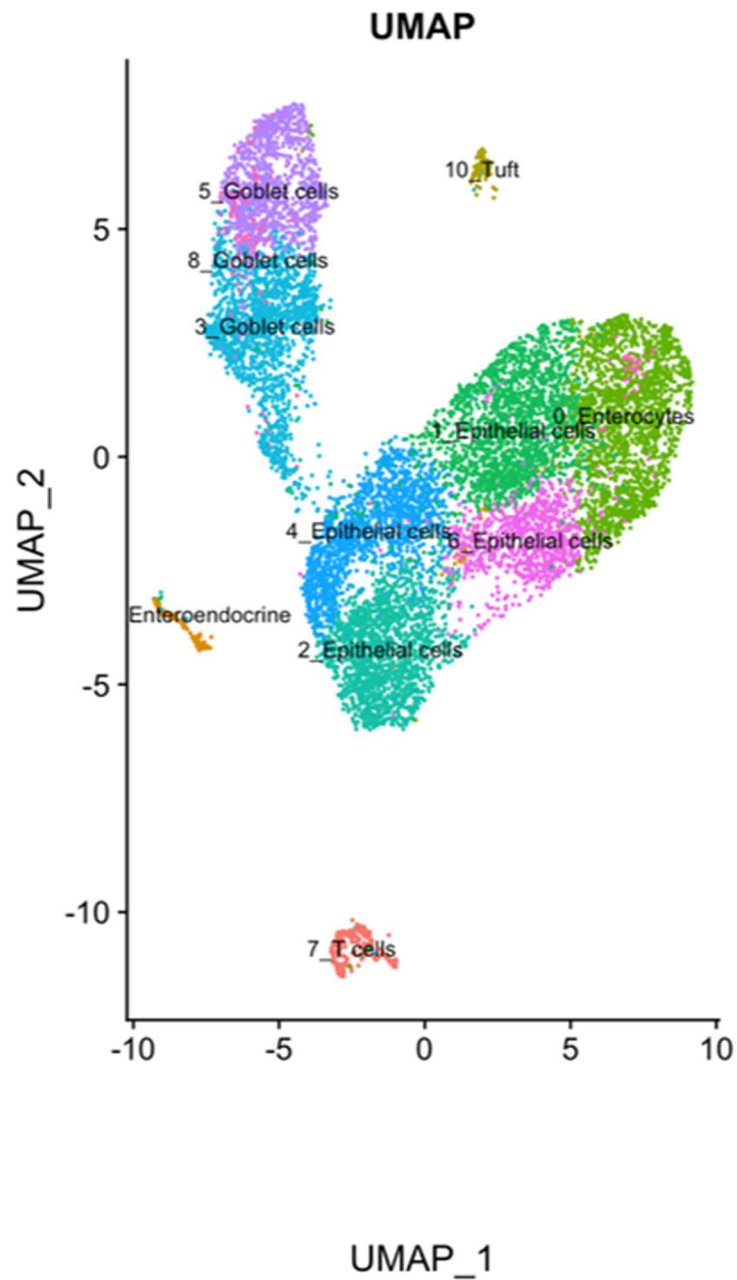 UMAP
10_Tuft
5_Goblet cells
5
8_Goblet cells
3_Goblet cells
0_Enterocytes
1_Epithelial cells
0
4_Epithelial cells
6_Epithelial cells
UMAP_2
Enteroendocrine
2_Epithelial cells
-5
-10
7_T cells
-10 -5 0 5 10
UMAP_1